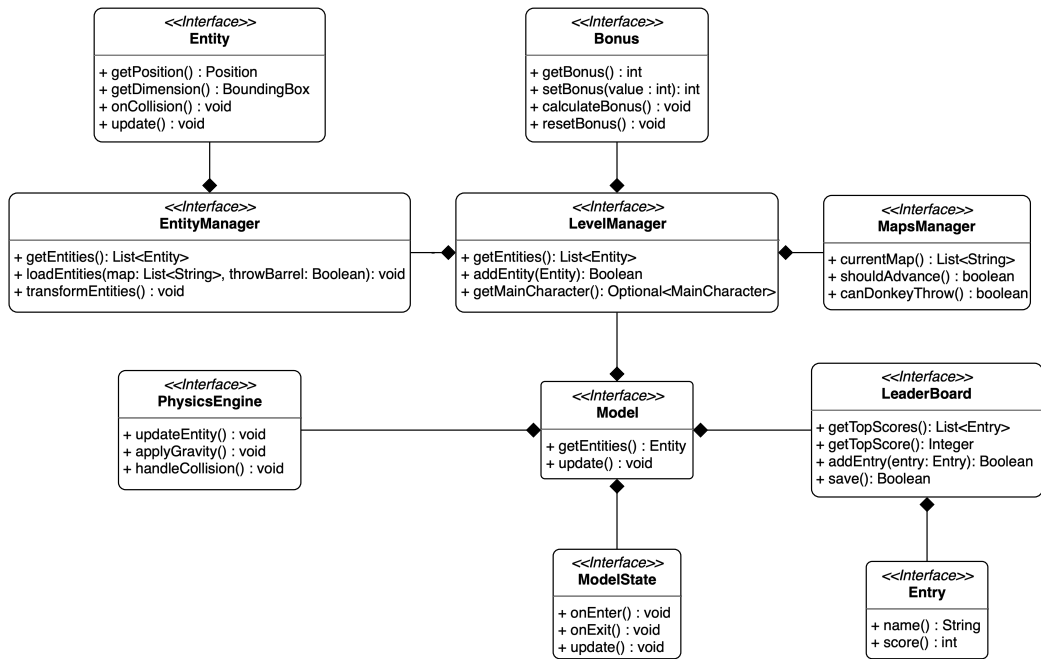 <<Interface>>
Entity
+ getPosition() : Position
+ getDimension() : BoundingBox
+ onCollision() : void
+ update() : void
<<Interface>>
Bonus
+ getBonus() : int
+ setBonus(value : int): int
+ calculateBonus() : void
+ resetBonus() : void
<<Interface>>
EntityManager
+ getEntities(): List<Entity>
+ loadEntities(map: List<String>, throwBarrel: Boolean): void
+ transformEntities() : void
<<Interface>>
LevelManager
+ getEntities(): List<Entity>
+ addEntity(Entity): Boolean
+ getMainCharacter(): Optional<MainCharacter>
<<Interface>>
MapsManager
+ currentMap() : List<String>
+ shouldAdvance() : boolean
+ canDonkeyThrow() : boolean
<<Interface>>
PhysicsEngine
+ updateEntity() : void
+ applyGravity() : void
+ handleCollision() : void
<<Interface>>
Model
+ getEntities() : Entity
+ update() : void
<<Interface>>
LeaderBoard
+ getTopScores(): List<Entry>
+ getTopScore(): Integer
+ addEntry(entry: Entry): Boolean
+ save(): Boolean
<<Interface>>
ModelState
+ onEnter() : void
+ onExit() : void
+ update() : void
<<Interface>>
Entry
+ name() : String
+ score() : int